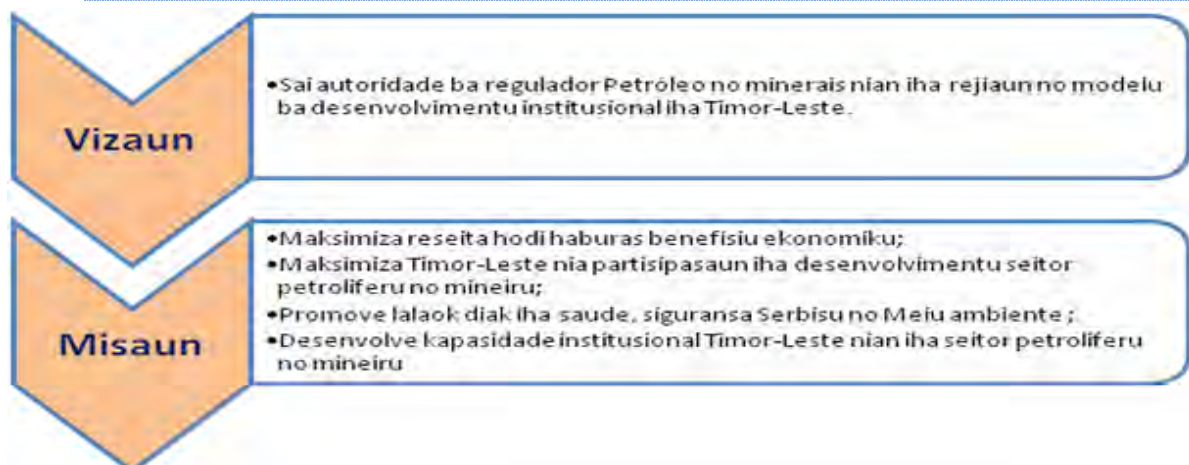 Vizaun
•Sai autoridade ba regulador Petróleo no minerais nian iha rejiaun no modelu
ba desenvolvimentu institusional iha Timor-Leste.
Misaun
•Maksimiza reseita hodi haburas benefisiu ekonomiku;
•Maksimiza Timor-Leste nia partisipasaun iha desenvolvimentu seitor
petroliferu no mineiru;
•Promove lalaok diak iha saude, siguransa Serbisu no Meiu ambiente ;
•Desenvolve kapasidade institusional Timor-Leste nian iha seitor petroliferu
no mineiru